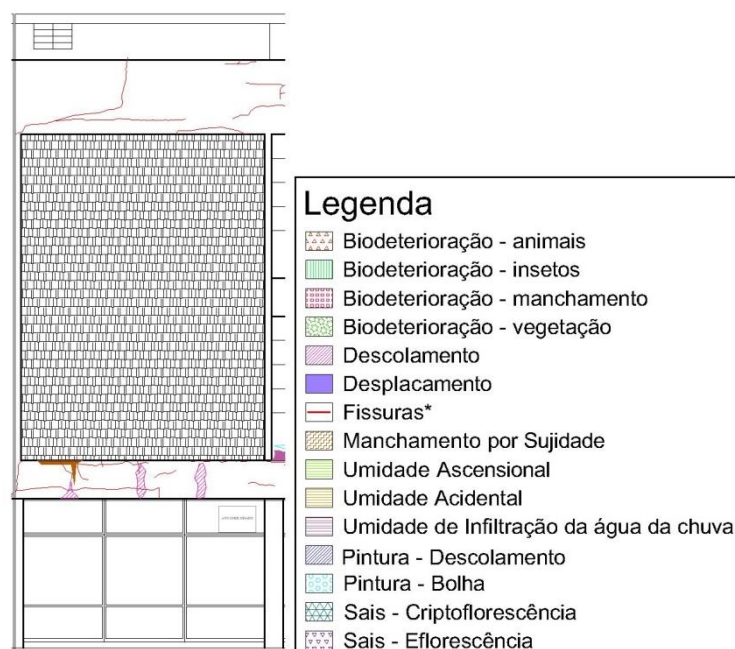 Legenda
Biodeterioração - animais
Biodeterioração - insetos
Biodeterioração - manchamento
Biodeterioração - vegetação
Descolamento
Desplacamento
Fissuras*
Manchamento por Sujidade
Umidade Ascensional
Umidade Acidental
Umidade de Infiltração da água da chuva
Pintura - Descolamento
Pintura - Bolha
Sais - Criptoflorescência
Sais - Eflorescência